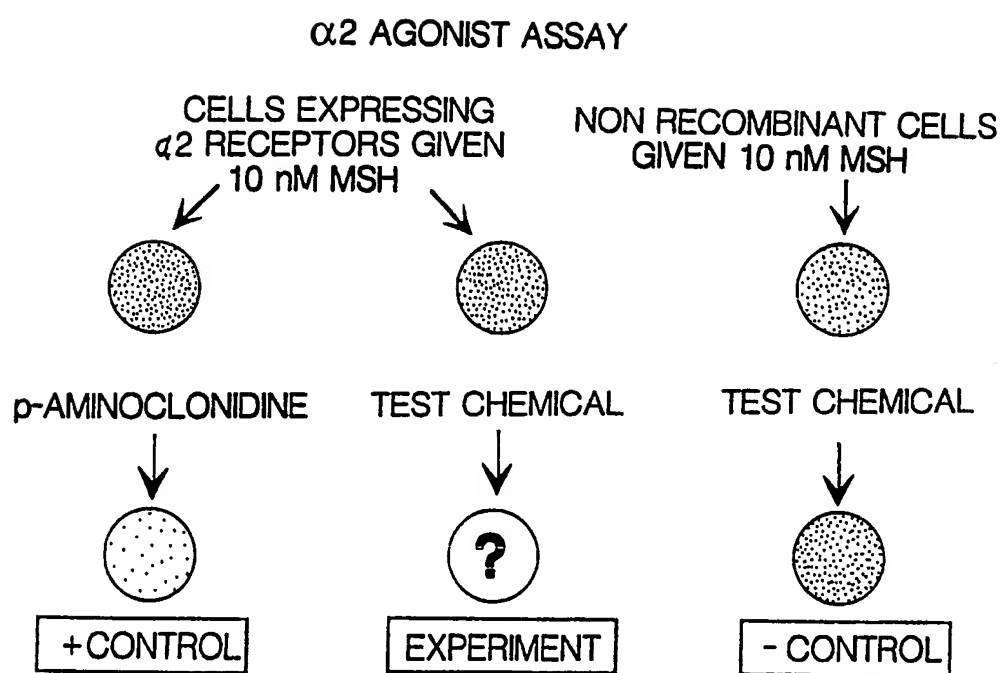 α2 AGONIST ASSAY
CELLS EXPRESSING
α2 RECEPTORS GIVEN
10 nM MSH
NON RECOMBINANT CELLS
GIVEN 10 nM MSH
p-AMINOCLONIDINE
TEST CHEMICAL
TEST CHEMICAL
?
+CONTROL
EXPERIMENT
- CONTROL